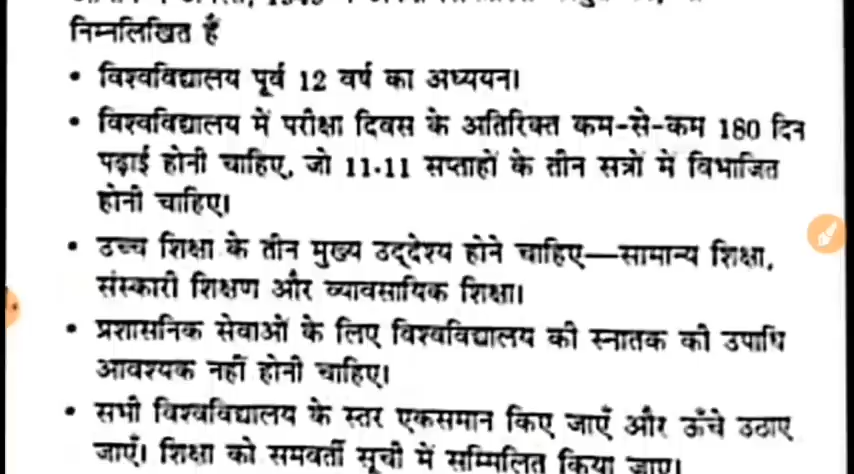 निम्नलिखित हैं
• विश्वविद्यालय पूर्व 12 वर्ष का अध्ययन।
• विश्वविद्यालय में परीक्षा दिवस के अतिरिक्त कम-से-कम 180 दिन
पढ़ाई होनी चाहिए, जो 11-11 सप्ताहों के तीन सत्रों में विभाजित
होनी चाहिए।
• उच्च शिक्षा के तीन मुख्य उद्देश्य होने चाहिए—सामान्य शिक्षा,
संस्कारी शिक्षण और व्यावसायिक शिक्षा।
• प्रशासनिक सेवाओं के लिए विश्वविद्यालय की स्नातक की उपाधि
आवश्यक नहीं होनी चाहिए।
• सभी विश्वविद्यालय के स्तर एकसमान किए जाएँ और ऊँचे उठाए
जाएँ। शिक्षा को समवर्ती सूची में सम्मिलित किया जाए।